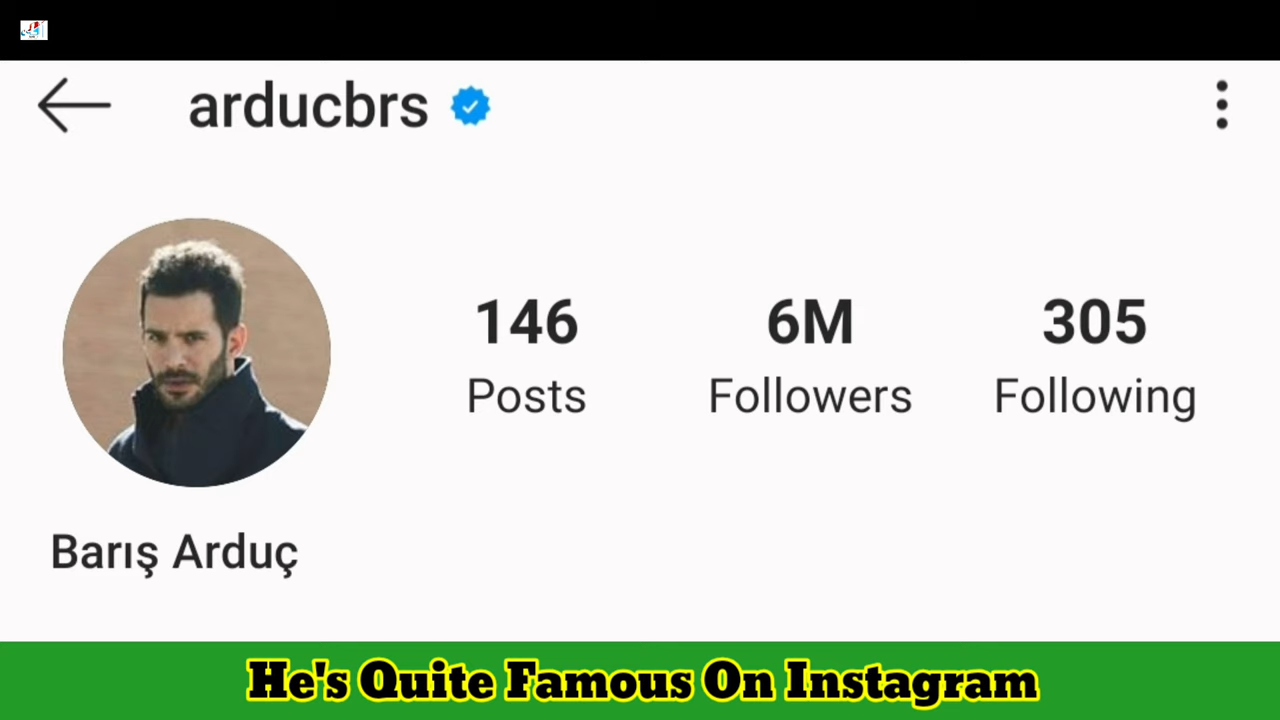 arducbrs
146
6M
305
Posts
Followers
Following
Barış Arduç
He's Quite Famous On Instagram